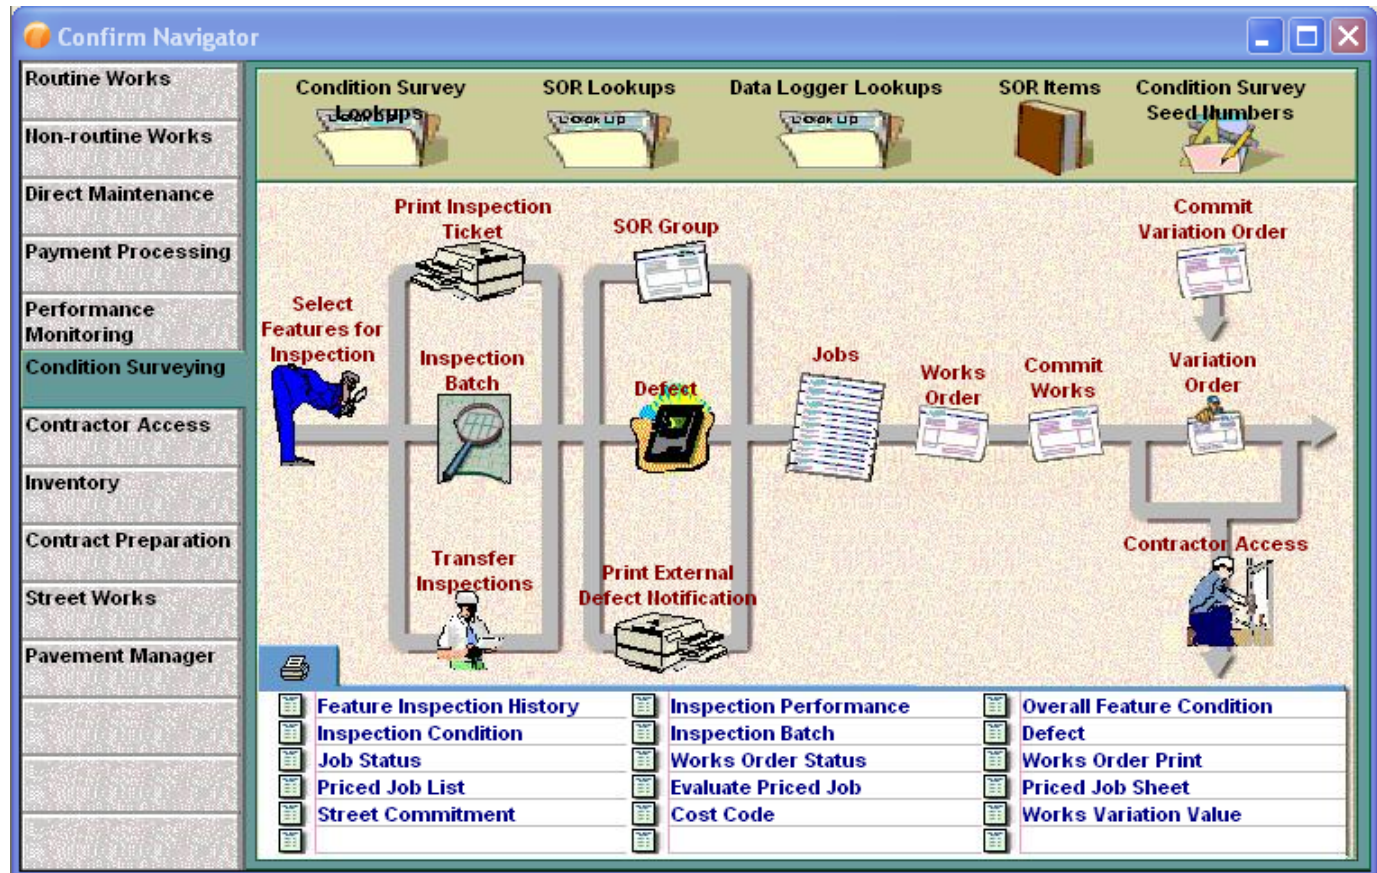 Confirm Navigator
Routine Works
Non-routine Works
Direct Maintenance
Payment Processing
Performance
Monitoring
Condition Surveying
Contractor Access
Inventory
Contract Preparation
Street Works
Pavement Manager
Condition Survey
Lookups
SOR Lookups
Look Up
Data Logger Lookups
Look Up
SOR Items
Condition Survey
Seed Numbers
Print Inspection
Ticket
SOR Group
Commit
Variation Order
Select
Features for
Inspection
Inspection
Batch
Defect
Jobs
Works
Order
Commit
Works
Variation
Order
Transfer
Inspections
Print External
Defect Notification
Contractor Access
Feature Inspection History
Inspection Performance
Overall Feature Condition
Inspection Condition
Inspection Batch
Defect
Job Status
Works Order Status
Works Order Print
Priced Job List
Evaluate Priced Job
Priced Job Sheet
Street Commitment
Cost Code
Works Variation Value